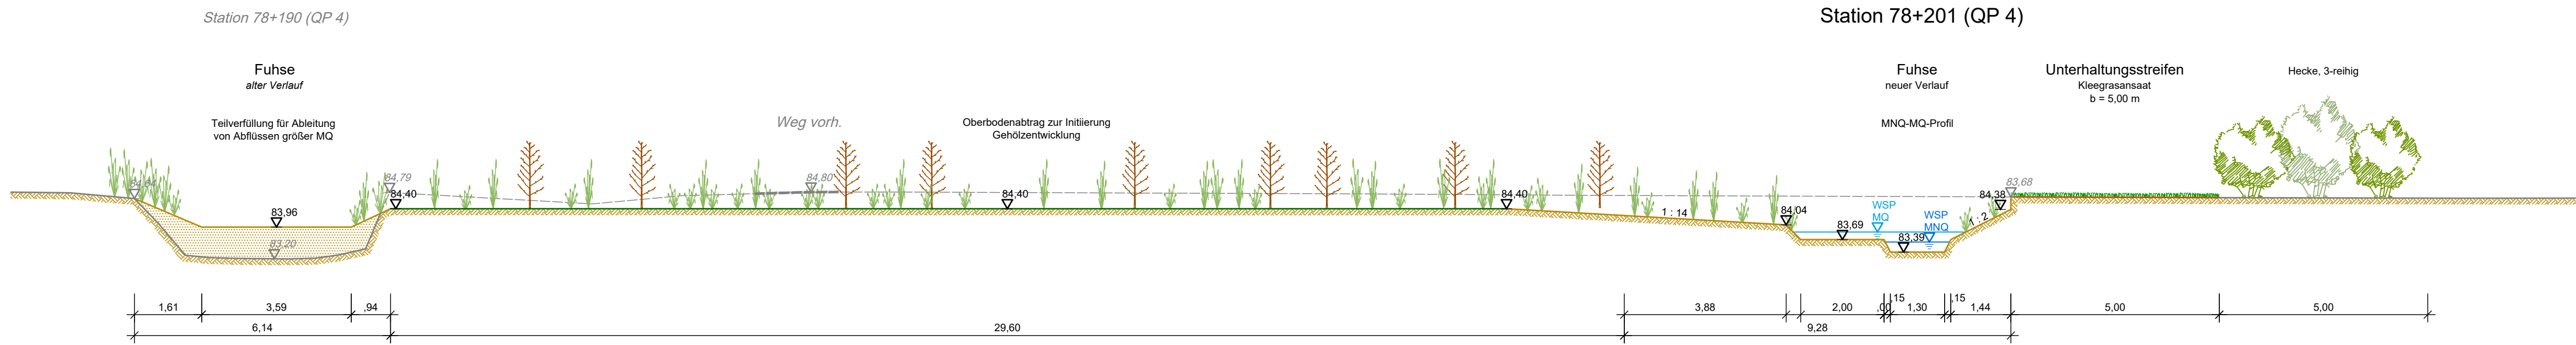 Station 78+190 (QP 4)
Station 78+201 (QP 4)
Fuhse
alter Verlauf
Teilverfüllung für Ableitung
von Abflüssen größer MQ
Weg vorh.
Oberbodenabtrag zur Initiierung
Gehölzentwicklung
Fuhse
neuer Verlauf
MNQ-MQ-Profil
Unterhaltungsstreifen
Kleegrasansaat
b = 5,00 m
Hecke, 3-reihig
84,79
84,40
83,96
83,20
84,80
84,40
84,40
1 : 14
84,04
83,69
WSP
MQ
WSP
MNQ
83,39
1 : 2
84,38
83,68
1,61
3,59
,94
3,88
2,00
,00
,15
1,30
,15
1,44
5,00
5,00
6,14
29,60
9,28